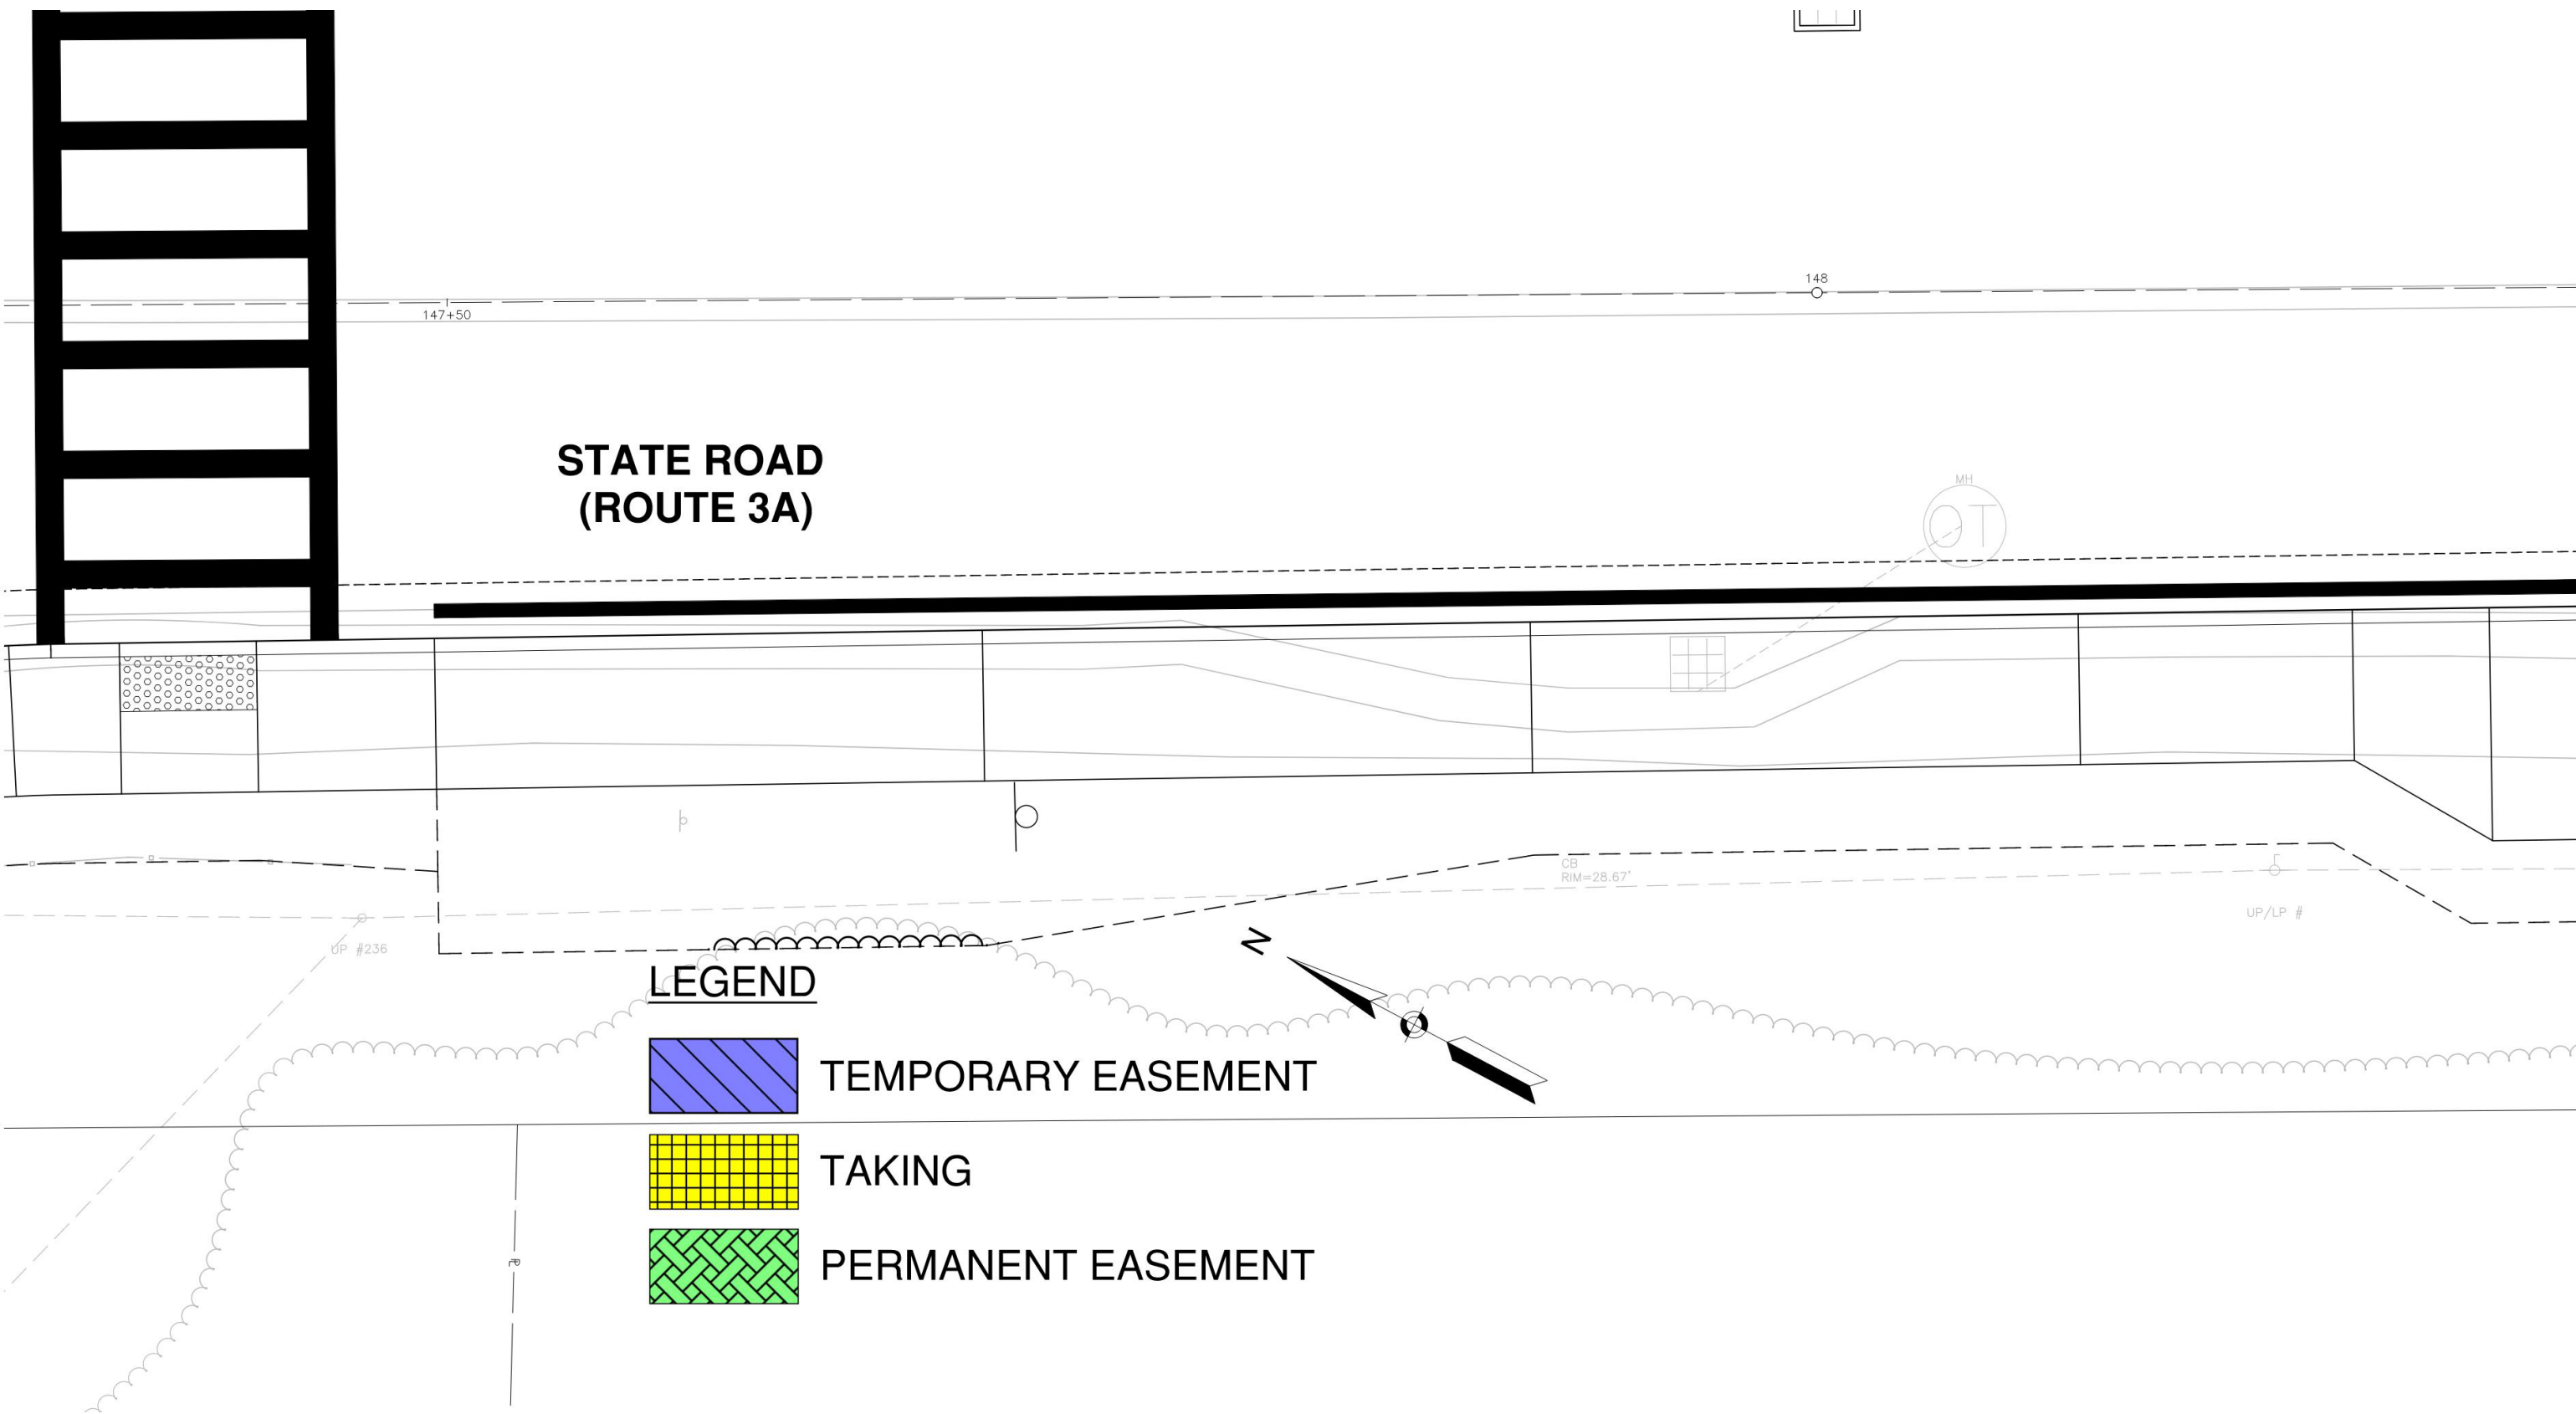 148
147+50
STATE ROAD
(ROUTE 3A)
MH
CB
RIM=28.67'
UP/LP #
UP #236
N
LEGEND
TEMPORARY EASEMENT
TAKING
PERMANENT EASEMENT